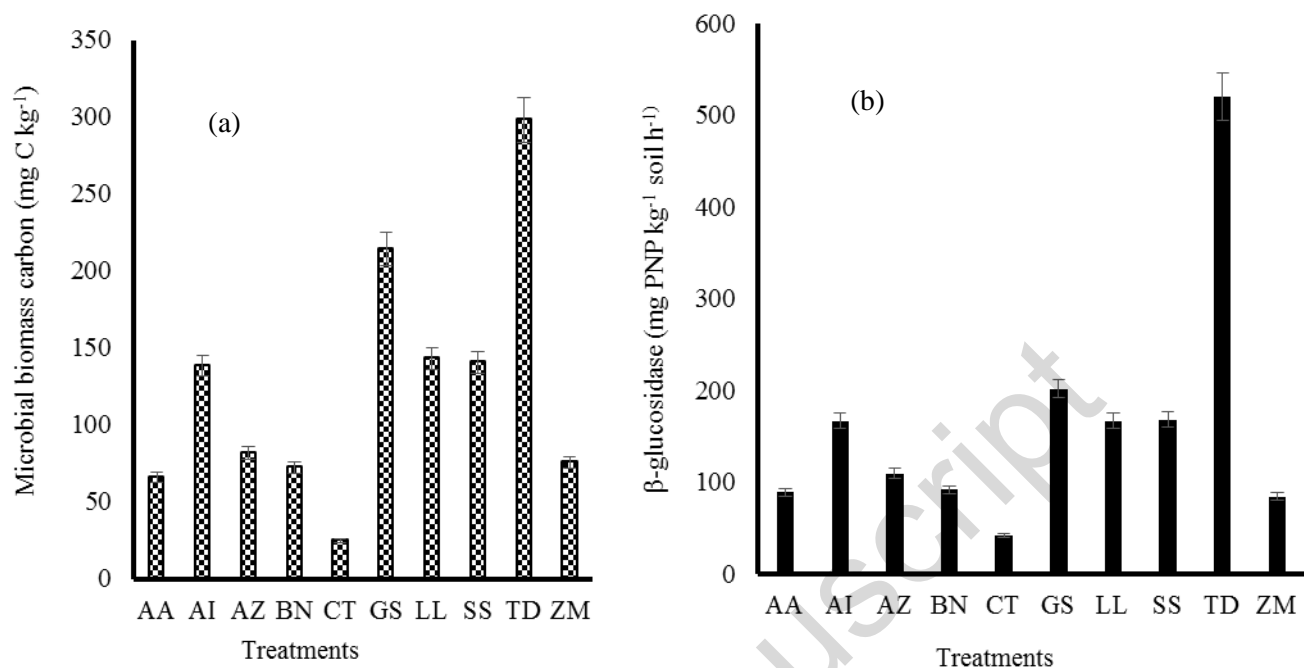 350
300
250
200
150
100
50
0
Microbial biomass carbon (mg C kg⁻¹)
(a)
AA AI AZ BN CT GS LL SS TD ZM
Treatments
600
500
400
300
200
100
0
β-glucosidase (mg PNP kg⁻¹ soil h⁻¹)
(b)
AA AI AZ BN CT GS LL SS TD ZM
Treatments
uscript